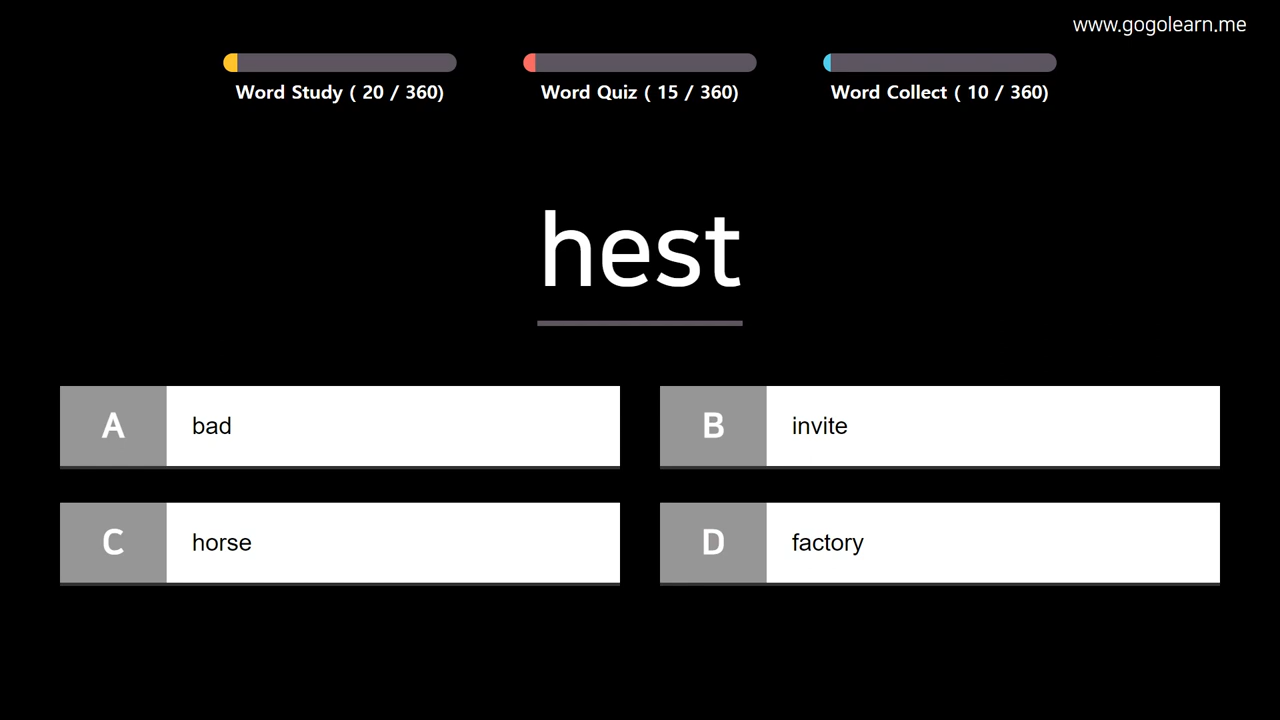 www.gogolearn.me
Word Study ( 20 / 360)
Word Quiz ( 15 / 360)
Word Collect ( 10 / 360)
hest
A bad
B invite
C horse
D factory